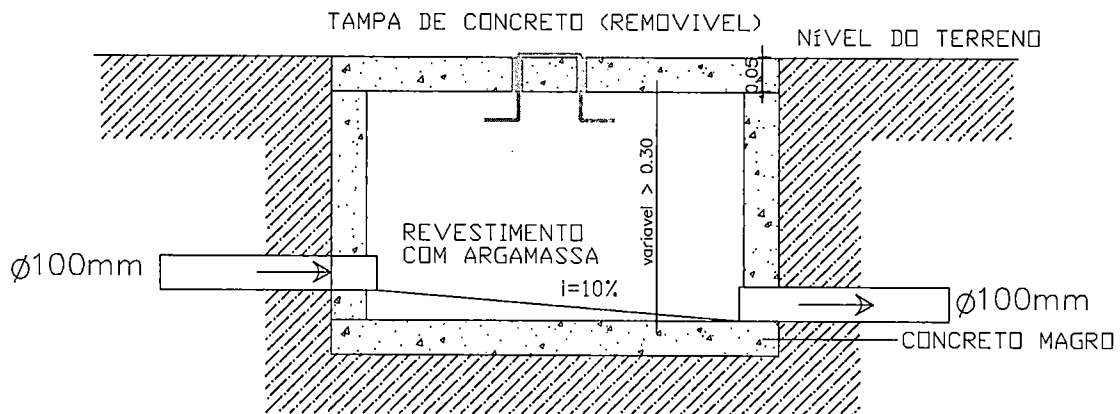 TAMPA DE CONCRETO (REMOVIVEL)
NÍVEL DO TERRENO
0,05
variavel > 0.30
REVESTIMENTO
COM ARGAMASSA
i=10%
ø100mm
ø100mm
CONCRETO MAGRO